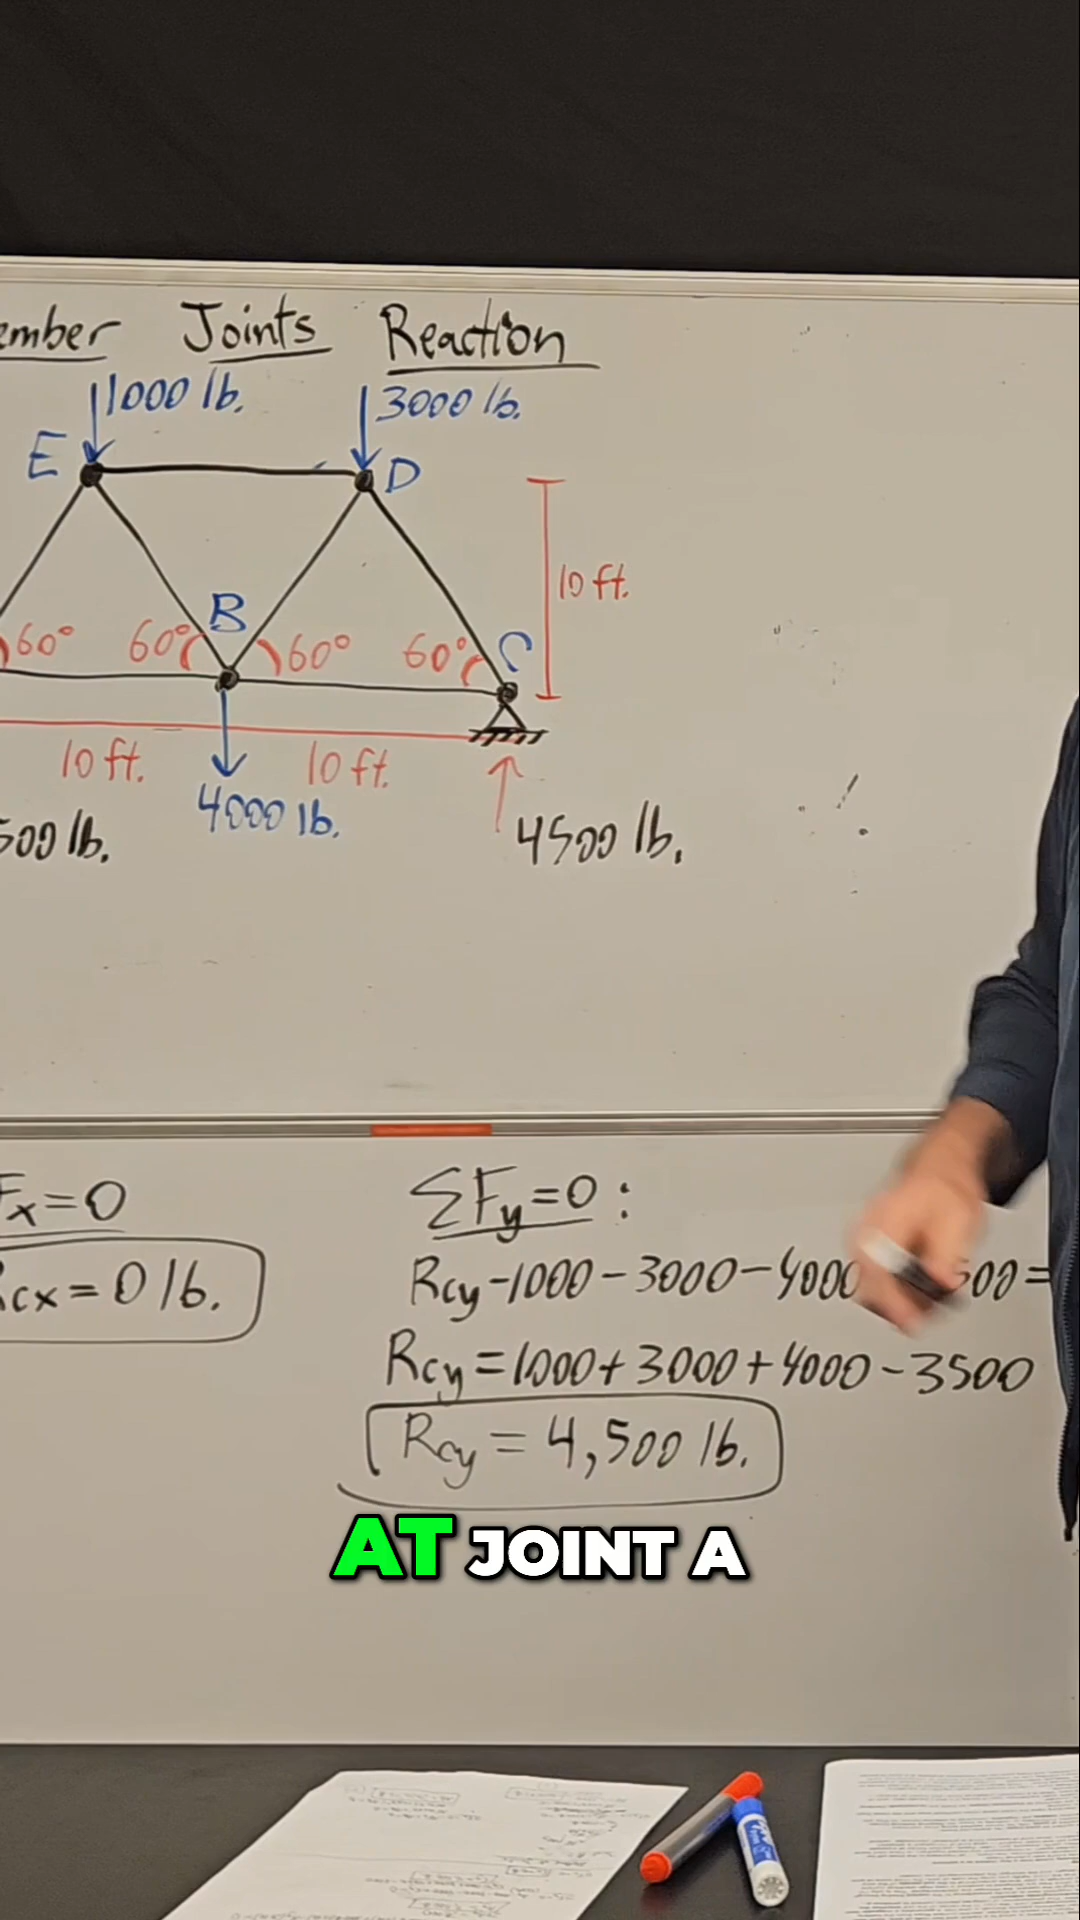 ember Joints Reaction
1000 lb. 3000 lb.
E D
10 ft.
B C
60° 60° 60° 60°
10 ft. 10 ft.
4000 lb.
500 lb. 4500 lb.
Fx=0 ΣFy=0:
Rcx=0 lb. Rcy-1000-3000-4000 500=
Rcy=1000+3000+4000-3500
Rcy=4,500 lb.
AT JOINT A